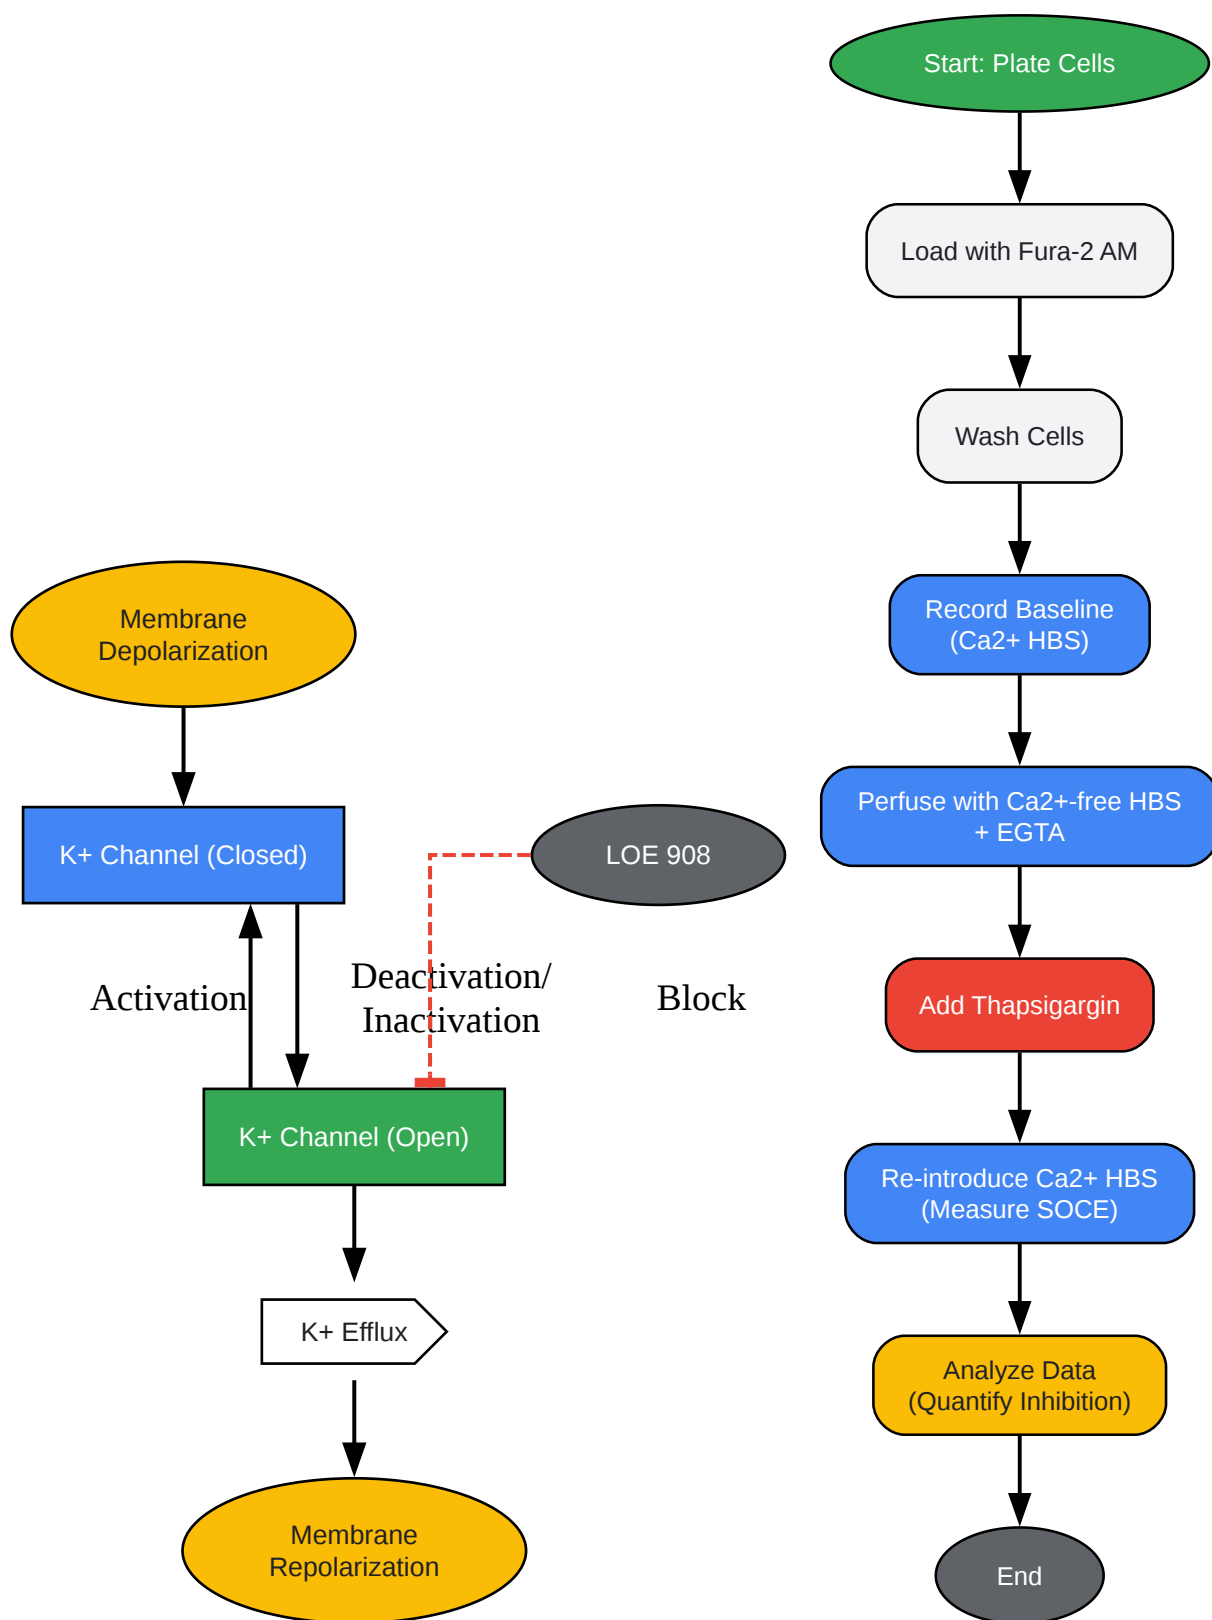 Start: Plate Cells
Load with Fura-2 AM
Wash Cells
Record Baseline
(Ca2+ HBS)
Perfuse with Ca2+-free HBS
+ EGTA
Add Thapsigargin
Re-introduce Ca2+ HBS
(Measure SOCE)
Analyze Data
(Quantify Inhibition)
End
Membrane
Depolarization
K+ Channel (Closed)
LOE 908
Activation
Deactivation/
Inactivation
Block
K+ Channel (Open)
K+ Efflux
Membrane
Repolarization